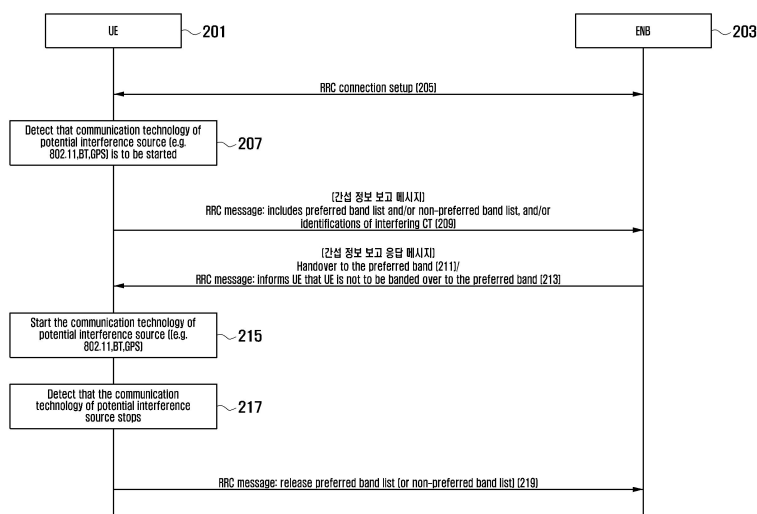 UE
201
ENB
203
RRC connection setup (205)
Detect that communication technology of
potential interference source (e.g.
802.11,BT,GPS) is to be started
207
[간섭 정보 보고 메시지]
RRC message: includes preferred band list and/or non-preferred band list, and/or
identifications of interfering CT (209)
[간섭 정보 보고 응답 메시지]
Handover to the preferred band (211)/
RRC message: informs UE that UE is not to be banded over to the preferred band (213)
Start the communication technology of
potential interference source ((e.g.
802.11,BT,GPS)
215
Detect that the communication
technology of potential interference
source stops
217
RRC message: release preferred band list (or non-preferred band list) (219)